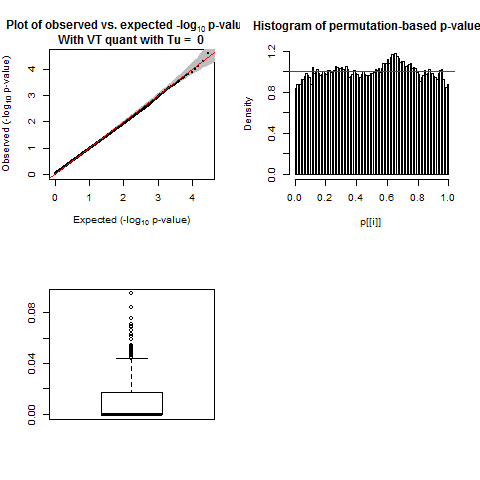 Plot of observed vs. expected -log10 p-valu
With VT quant with Tu = 0
Observed (-log10 p-value)
0 1 2 3 4
0 1 2 3 4
Expected (-log10 p-value)
Histogram of permutation-based p-value
Density
0.0 0.4 0.8 1.2
0.0 0.2 0.4 0.6 0.8 1.0
p[[i]]
0.00 0.04 0.08